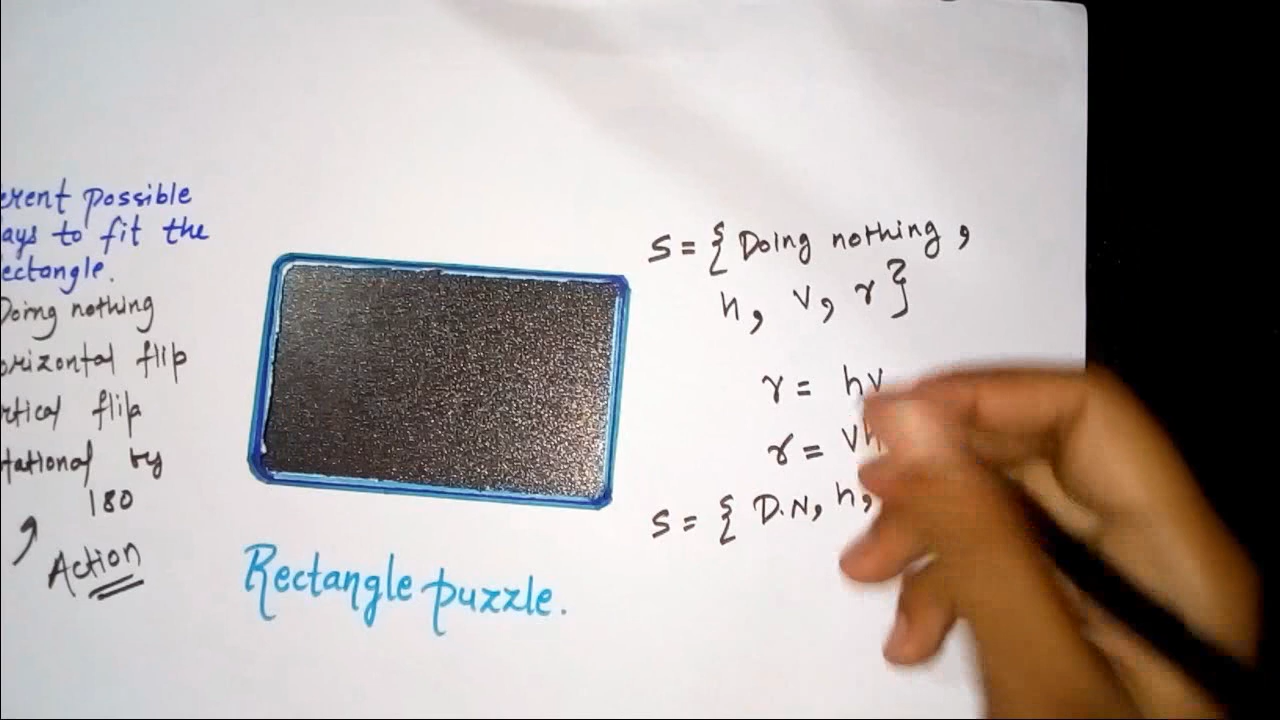 erent possible
ays to fit the
ectangle.
Doing nothing
orizontal flip
rtical flip
tational by
180
, Action
Rectangle puzzle.
S = { Doing nothing ,
h, v, r }
r = hv
r = vh
S = { D.N, h,